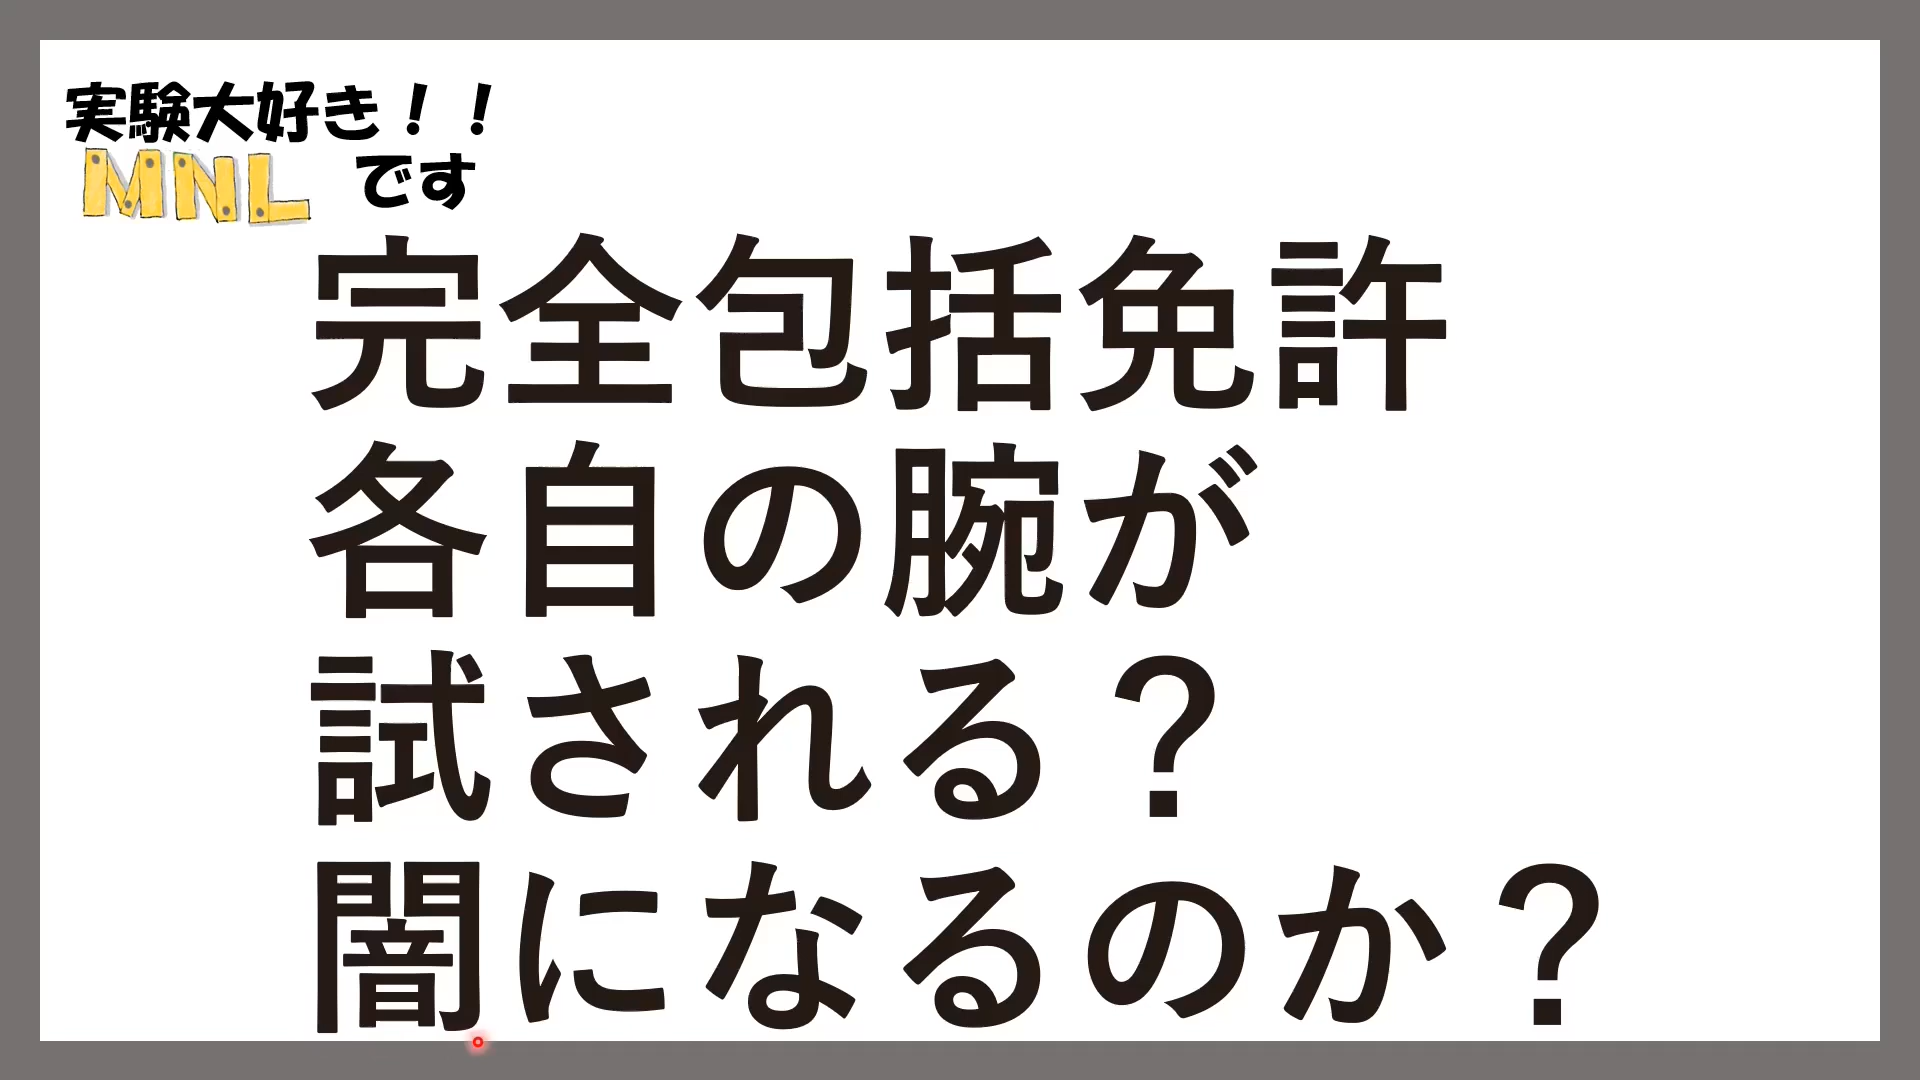 実験大好き！！
MNL です
完全包括免許
各自の腕が
試される？
闇になるのか？